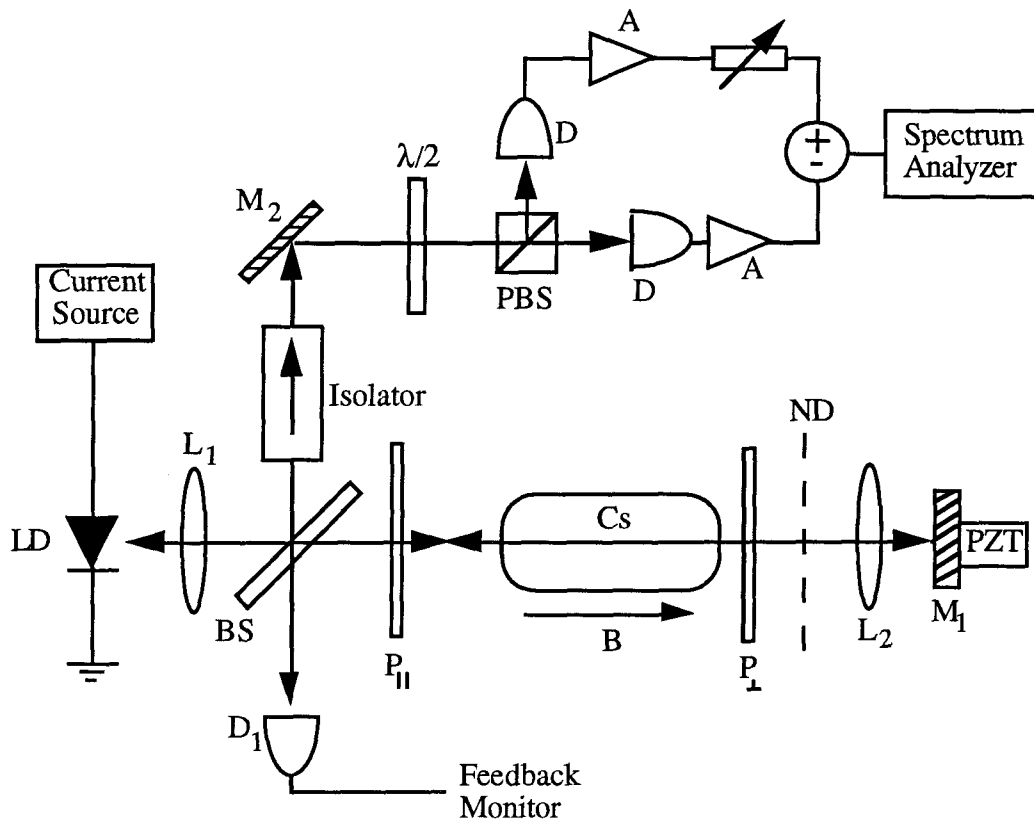 A
D
+
-
Spectrum
Analyzer
λ/2
M2
PBS
D
A
Current
Source
Isolator
L1
ND
LD
Cs
PZT
BS
P||
B
P⊥
L2
M1
D1
Feedback
Monitor